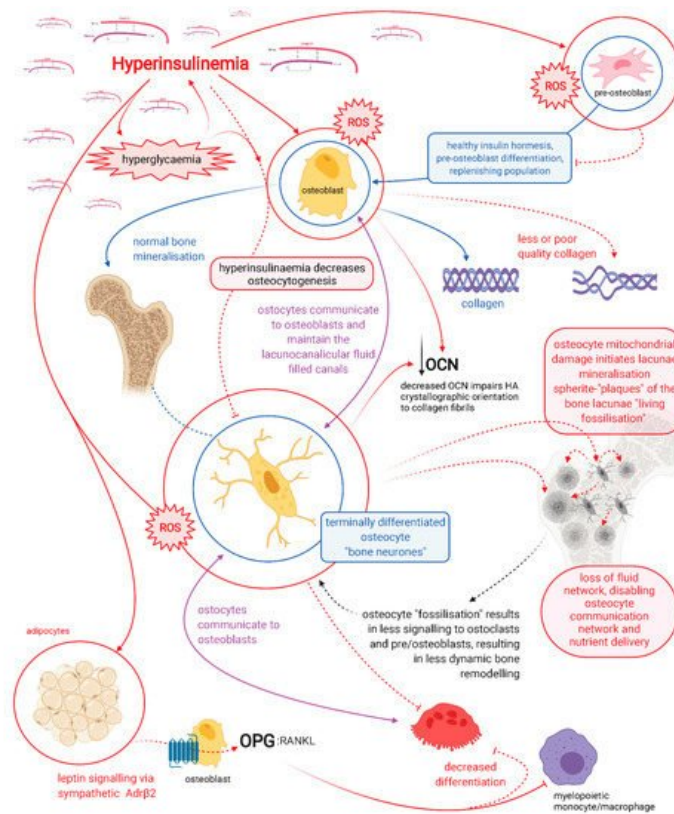 Hyperinsulinemia
ROS
pre-osteoblast
ROS
hyperglycaemia
osteoblast
healthy insulin hormesis,
pre-osteoblast differentiation,
replenishing population
normal bone
mineralisation
less or poor
quality collagen
hyperinsulinaemia decreases
osteocytogenesis
collagen
ostocytes communicate
to osteoblasts and
maintain the
lacunocanalicular fluid
filled canals
OCN
decreased OCN impairs HA
crystallographic orientation
to collagen fibrils
osteocyte mitochondrial
damage initiates lacunae
mineralisation
spherite-"plaques" of the
bone lacunae "living
fossilisation"
ROS
terminally differentiated
osteocyte
"bone neurones"
loss of fluid
network, disabling
osteocyte
communication
network and
nutrient delivery
ostocytes
communicate to
osteoblasts
osteocyte "fossilisation" results
in less signalling to ostoclasts
and pre/osteoblasts, resulting
in less dynamic bone
remodelling
adipocytes
OPG:RANKL
osteoblast
leptin signalling via
sympathetic Adrβ2
decreased
differentiation
myelopoietic
monocyte/macrophage